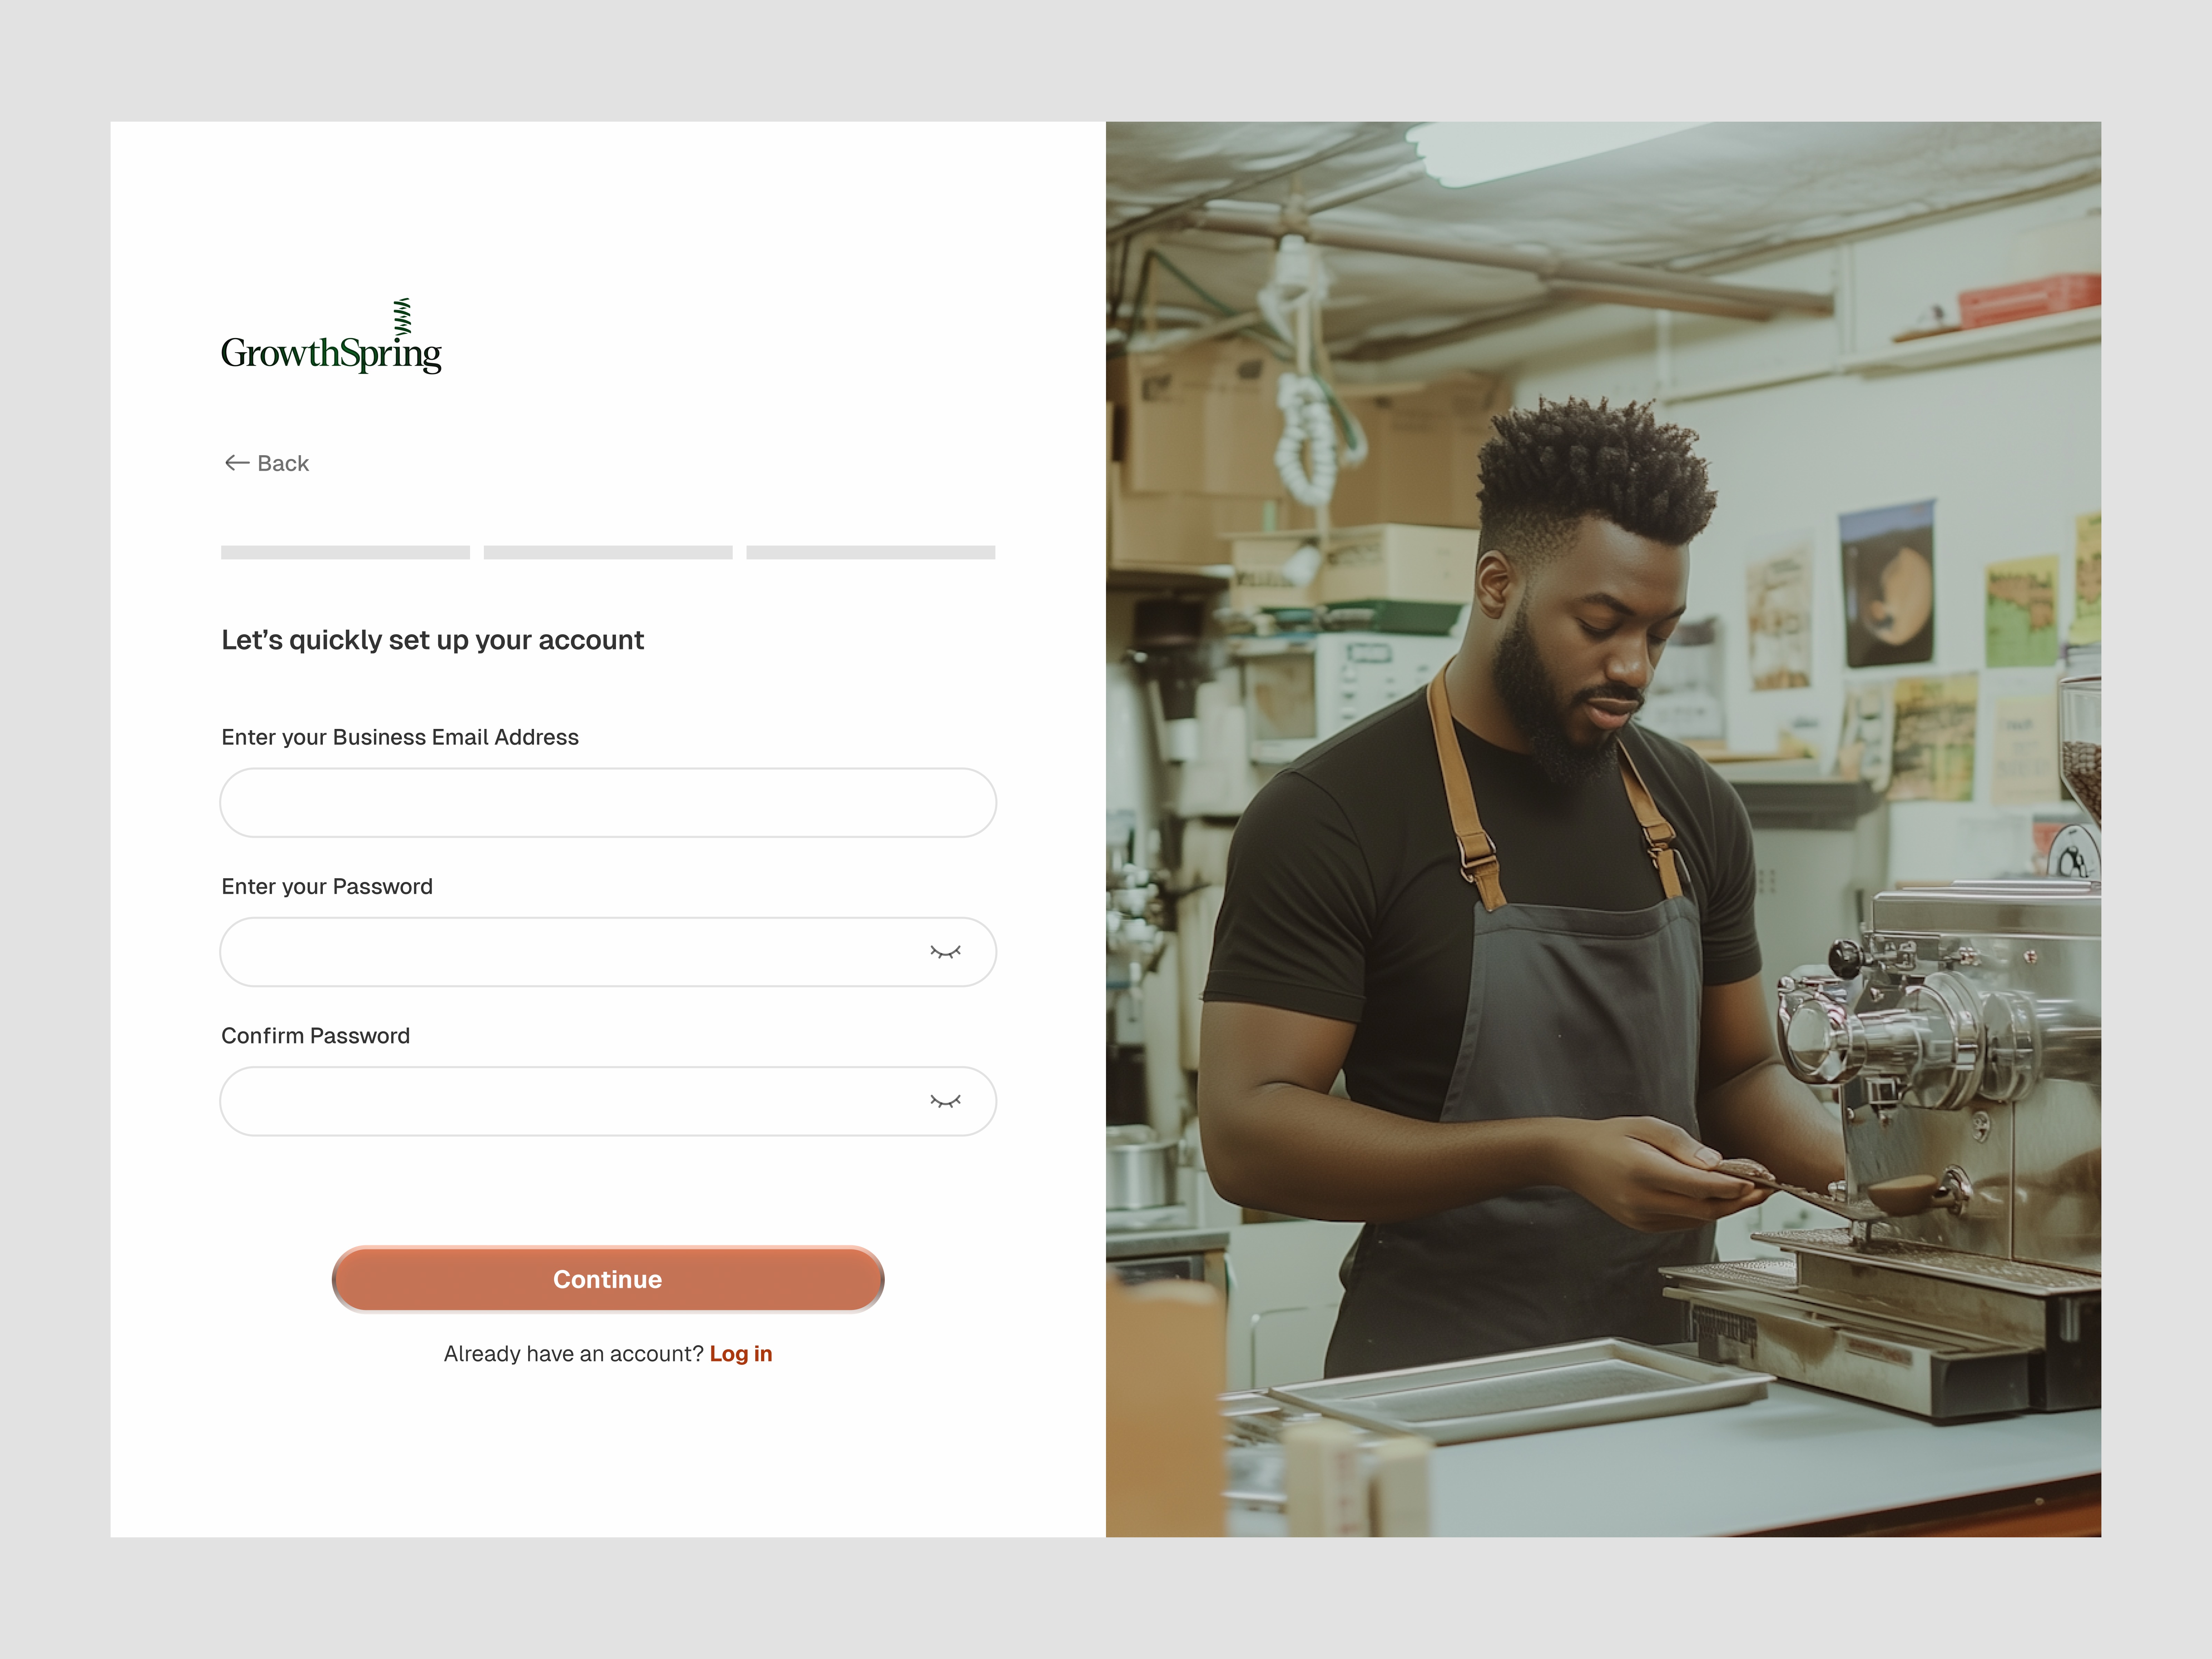 GrowthSpring
Back
Let’s quickly set up your account
Enter your Business Email Address
Enter your Password
Confirm Password
Continue
Already have an account? Log in